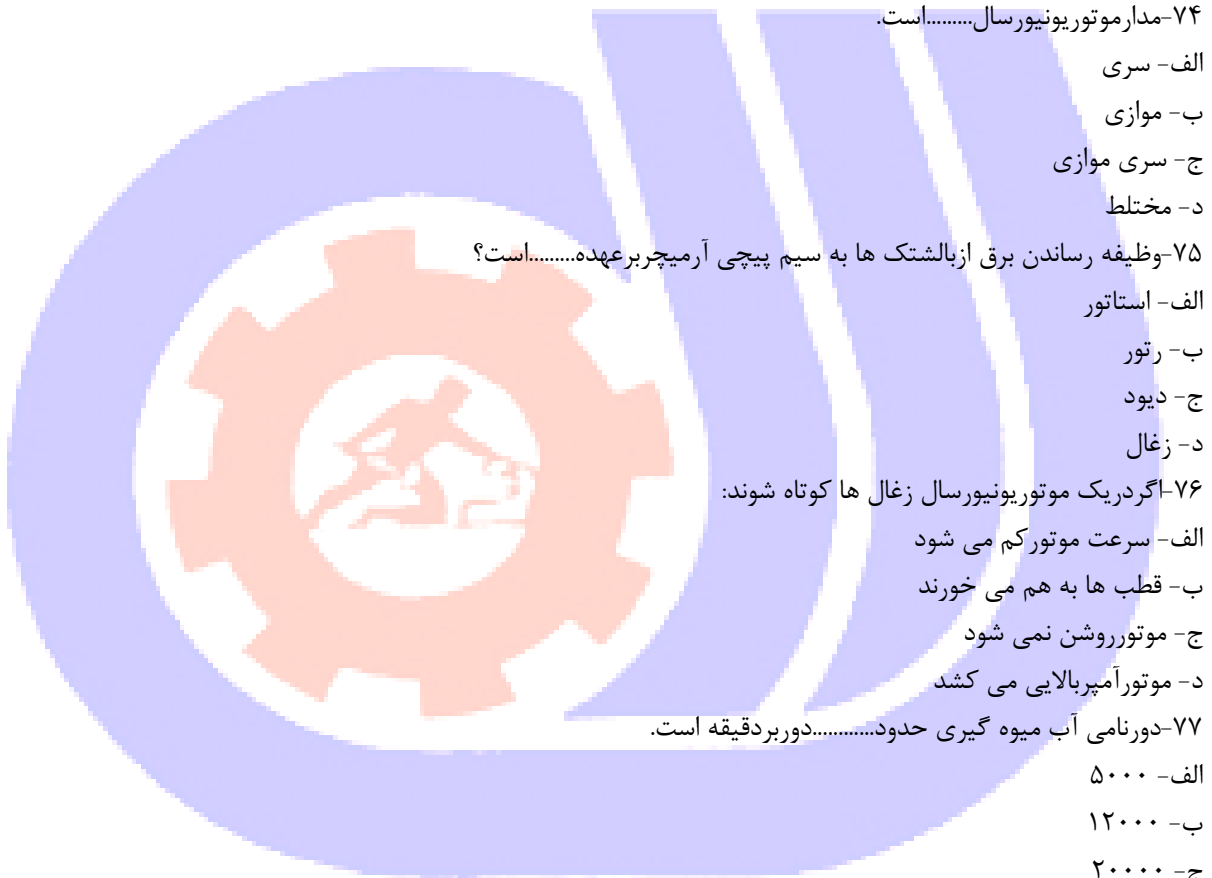 ۷۴-مدارموتوریونیورسال.........است.
الف- سری
ب- موازی
ج- سری موازی
د- مختلط
۷۵-وظیفه رساندن برق ازبالشتک ها به سیم پیچی آرمیچربرعهده.........است؟
الف- استاتور
ب- رتور
ج- دیود
د- زغال
۷۶-اگردریک موتوریونیورسال زغال ها کوتاه شوند:
الف- سرعت موتورکم می شود
ب- قطب ها به هم می خورند
ج- موتورروشن نمی شود
د- موتورآمپربالایی می کشد
۷۷-دورنامی آب میوه گیری حدود............دوربردقیقه است.
الف- ۵۰۰۰
ب- ۱۲۰۰۰
ج- ۲۰۰۰۰